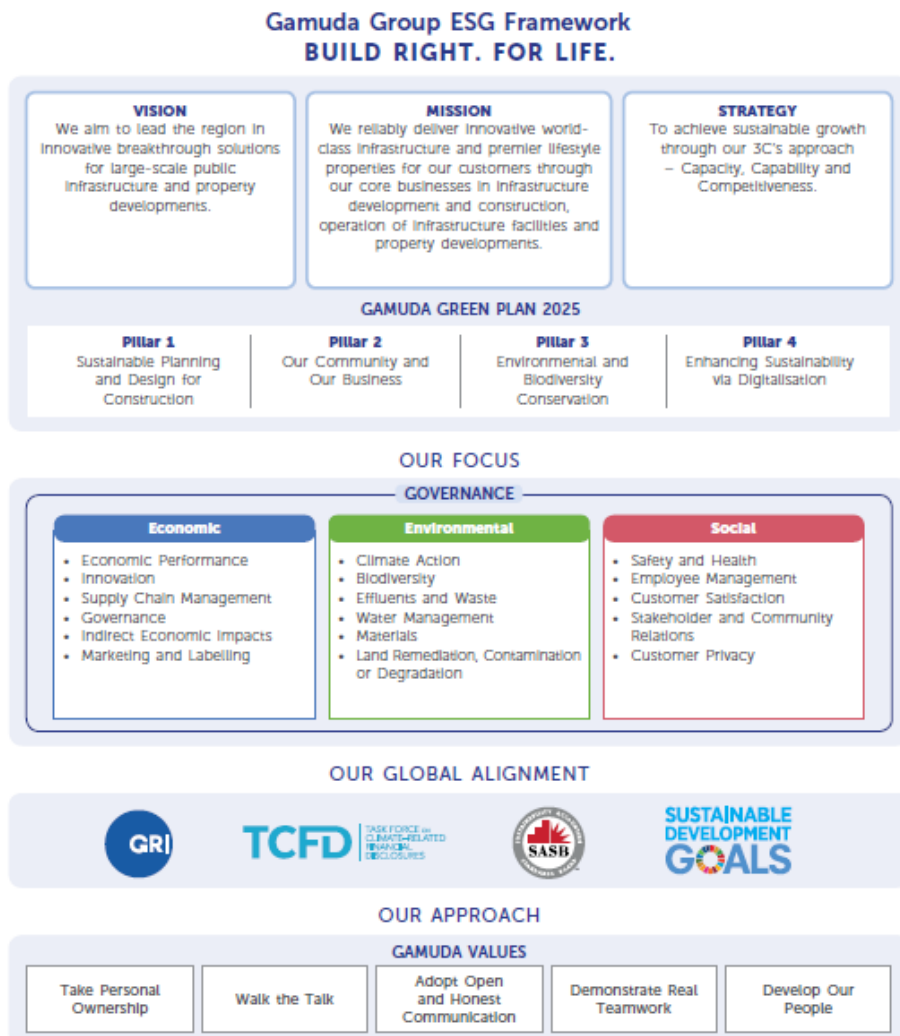 Gamuda Group ESG Framework
BUILD RIGHT. FOR LIFE.
VISION
We aim to lead the region in
innovative breakthrough solutions
for large-scale public
infrastructure and property
developments.
MISSION
We reliably deliver innovative world-
class infrastructure and premier lifestyle
properties for our customers through
our core businesses in infrastructure
development and construction,
operation of infrastructure facilities and
property developments.
STRATEGY
To achieve sustainable growth
through our 3C's approach
– Capacity, Capability and
Competitiveness.
GAMUDA GREEN PLAN 2025
Pillar 1
Sustainable Planning
and Design for
Construction
Pillar 2
Our Community and
Our Business
Pillar 3
Environmental and
Biodiversity
Conservation
Pillar 4
Enhancing Sustainability
via Digitalisation
OUR FOCUS
GOVERNANCE
Economic
• Economic Performance
• Innovation
• Supply Chain Management
• Governance
• Indirect Economic Impacts
• Marketing and Labelling
Environmental
• Climate Action
• Biodiversity
• Effluents and Waste
• Water Management
• Materials
• Land Remediation, Contamination
or Degradation
Social
• Safety and Health
• Employee Management
• Customer Satisfaction
• Stakeholder and Community
Relations
• Customer Privacy
OUR GLOBAL ALIGNMENT
GRI
TCFD
TASK FORCE ON
CLIMATE-RELATED
FINANCIAL
DISCLOSURES
SASB
SUSTAINABLE
DEVELOPMENT
GOALS
OUR APPROACH
GAMUDA VALUES
Take Personal
Ownership
Walk the Talk
Adopt Open
and Honest
Communication
Demonstrate Real
Teamwork
Develop Our
People